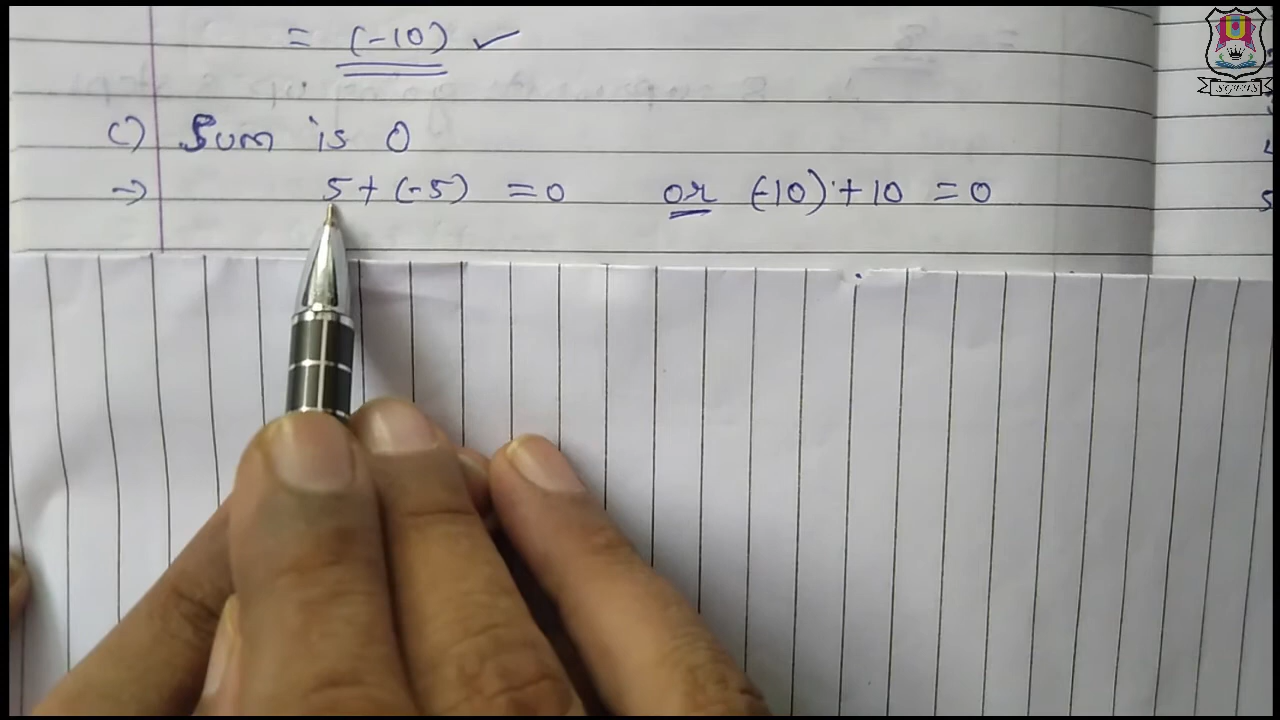 = (-10) ✓
c) Sum is 0
→ 5 + (-5) = 0 or (-10) + 10 = 0